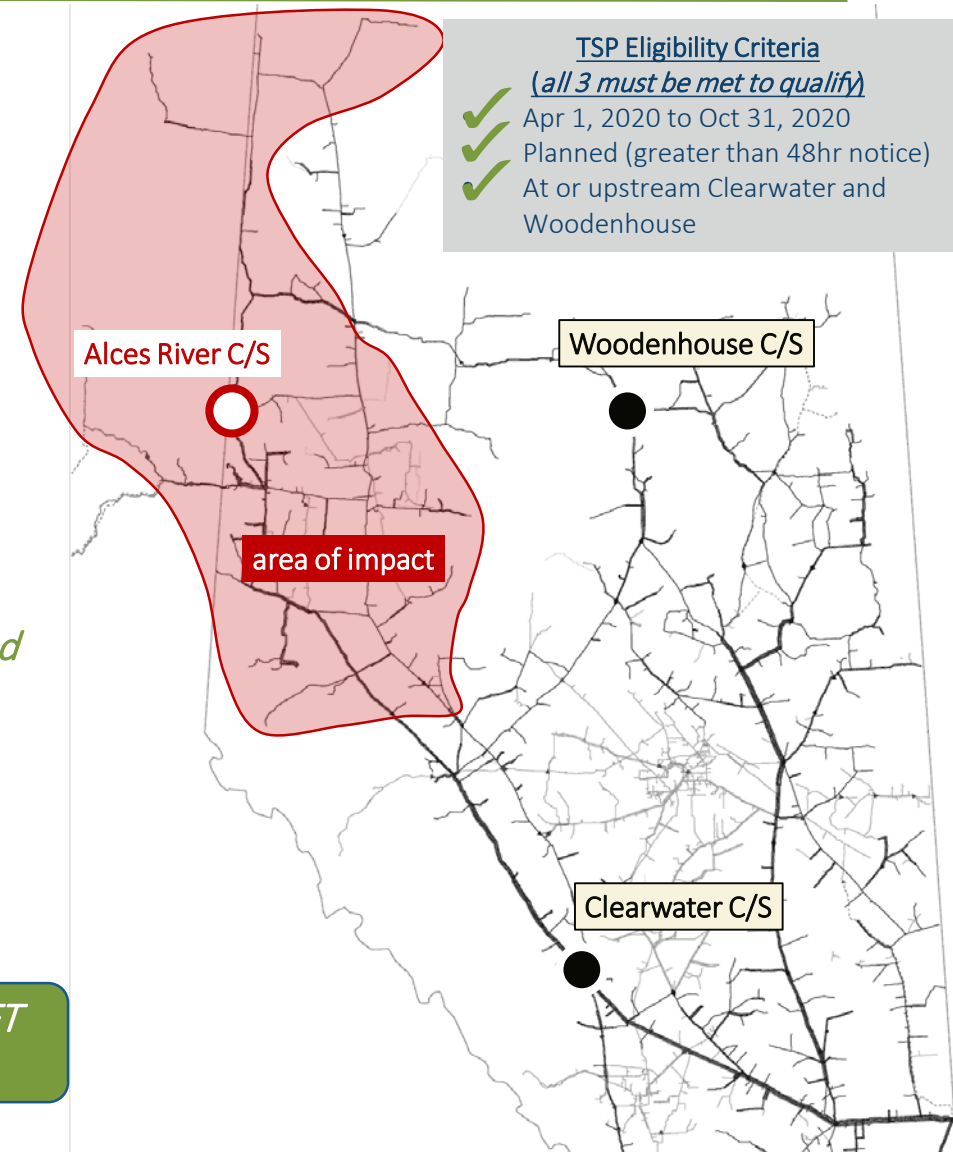 TSP Eligibility Criteria
(all 3 must be met to qualify)
Apr 1, 2020 to Oct 31, 2020
Planned (greater than 48hr notice)
At or upstream Clearwater and
Woodenhouse
Alces River C/S
Woodenhouse C/S
area of impact
Clearwater C/S